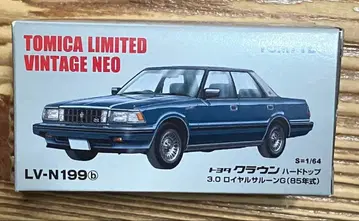 TOMICA LIMITED
VINTAGE NEO
S=1/64
トヨタ クラウン ハードトップ
3.0 ロイヤルサルーンG(85年式)
LV-N199ⓑ